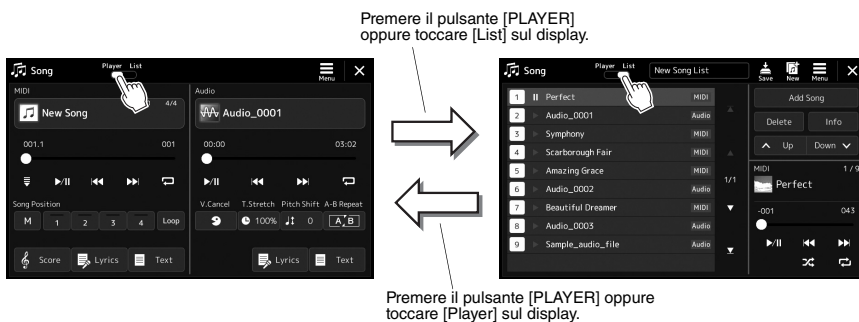 Premere il pulsante [PLAYER]
oppure toccare [List] sul display.
Song
Player List
Menu
MIDI
New Song
4/4
001.1
001
Song Position
M
1
2
3
4
Loop
Score
Lyrics
Text
Audio
Audio_0001
00:00
03:02
V.Cancel
T.Stretch
Pitch Shift
A-B Repeat
100%
0
A B
Lyrics
Text
Song
Player List
New Song List
Save
New
Menu
1 Perfect MIDI
2 Audio_0001 Audio
3 Symphony MIDI
4 Scarborough Fair MIDI
5 Amazing Grace MIDI
6 Audio_0002 Audio
7 Beautiful Dreamer MIDI
8 Audio_0003 Audio
9 Sample_audio_file Audio
1/1
Add Song
Delete
Info
Up
Down
MIDI
1/9
Perfect
-001
043
Premere il pulsante [PLAYER] oppure
toccare [Player] sul display.